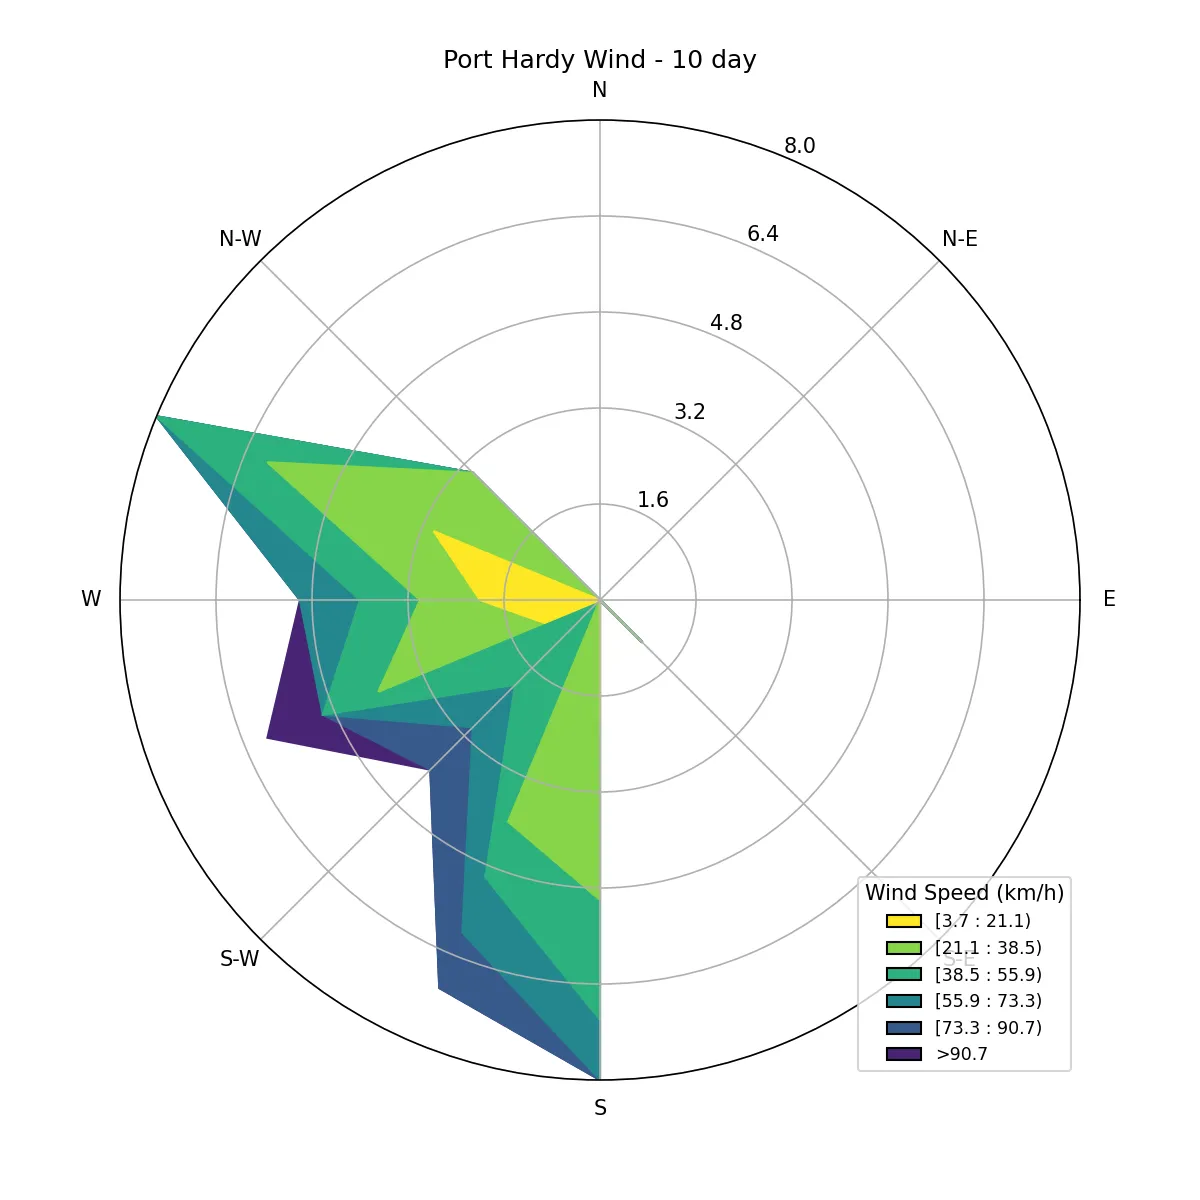 Port Hardy Wind - 10 day
N
8.0
N-W
6.4
N-E
4.8
3.2
1.6
W
E
S-W
S-E
Wind Speed (km/h)
[3.7 : 21.1)
[21.1 : 38.5)
[38.5 : 55.9)
[55.9 : 73.3)
[73.3 : 90.7)
>90.7
S